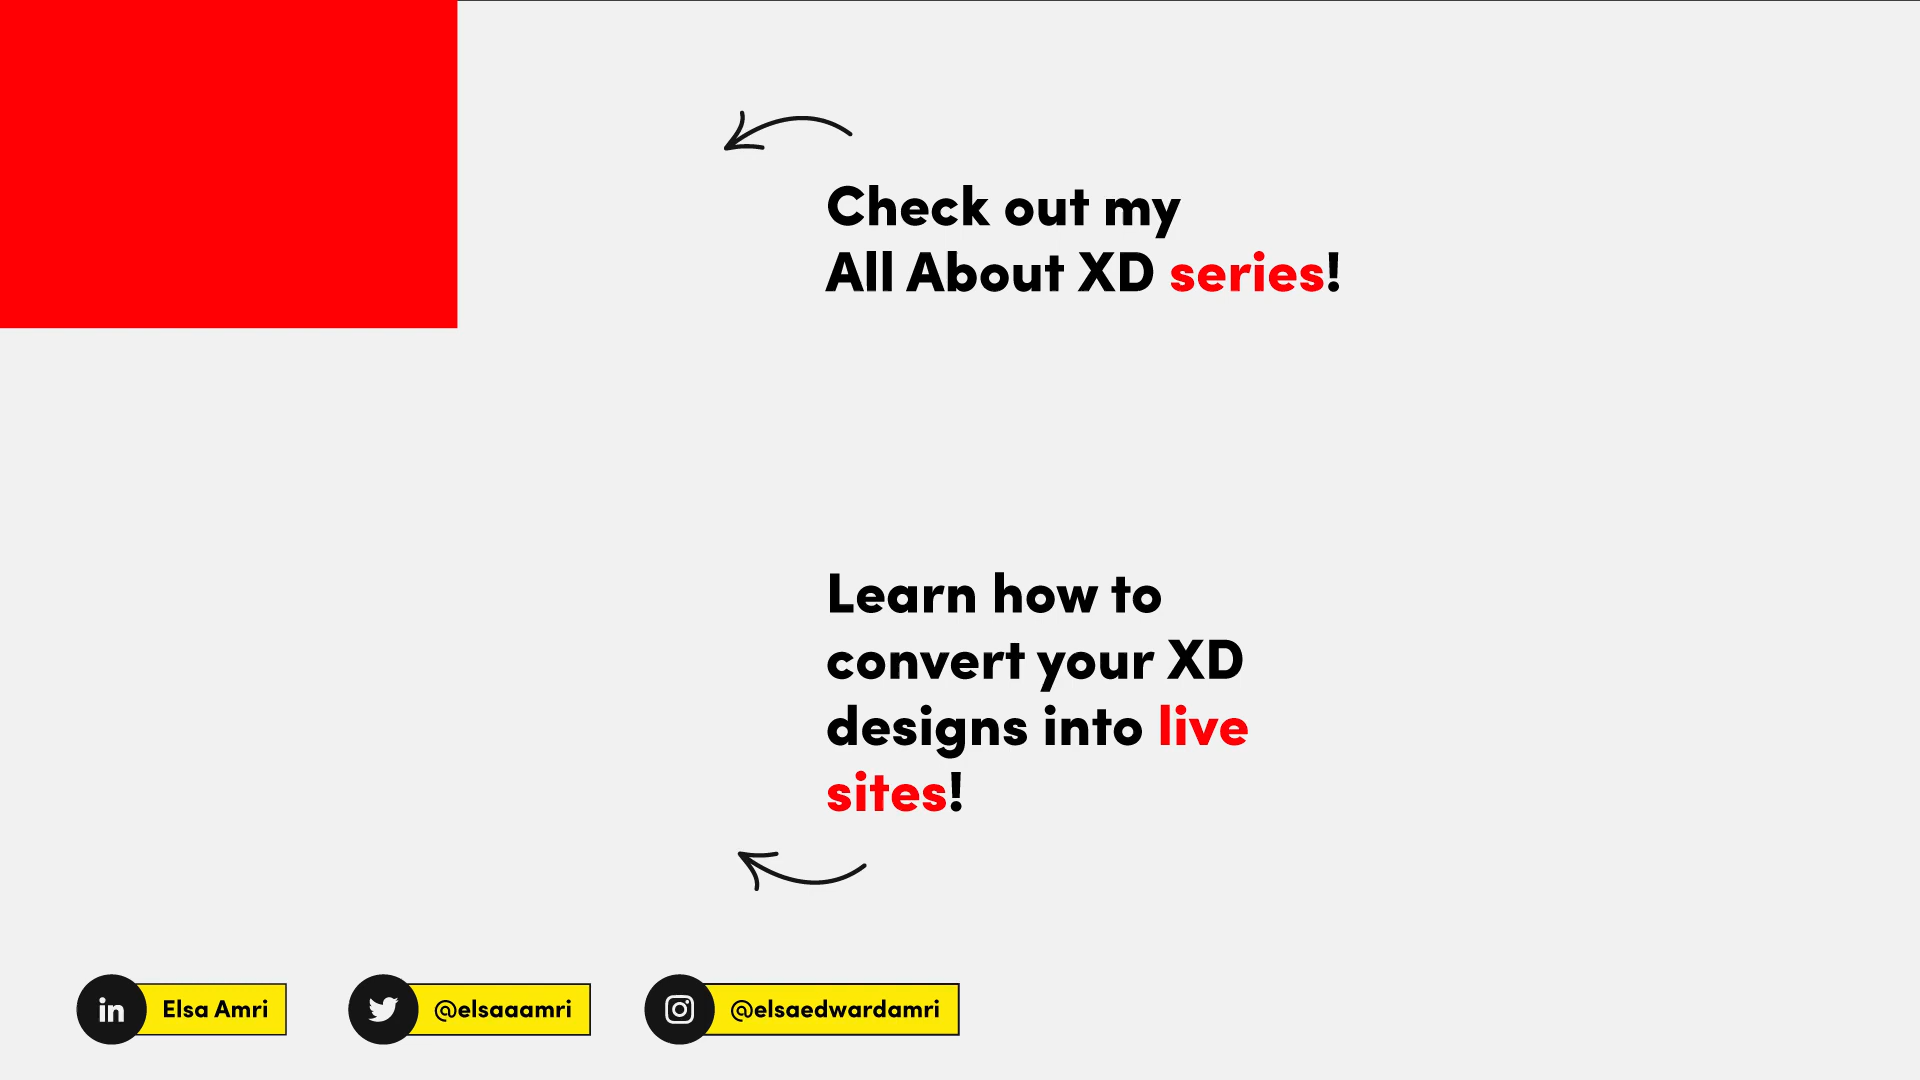 Check out my
All About XD series!
Learn how to
convert your XD
designs into live
sites!
in Elsa Amri
@elsaaamri
@elsaedwardamri